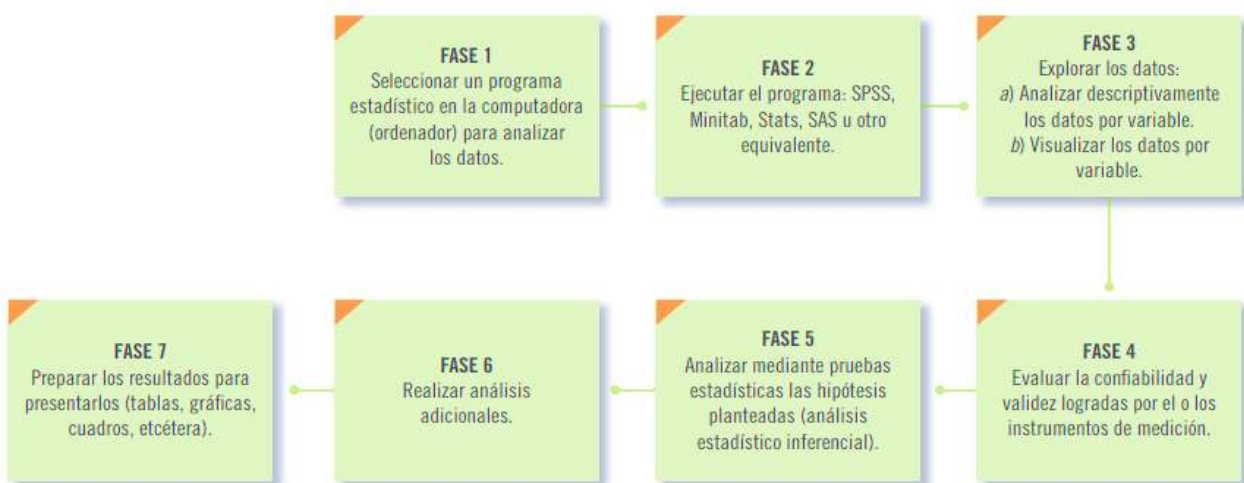 FASE 1
Seleccionar un programa
estadístico en la computadora
(ordenador) para analizar
los datos.
FASE 2
Ejecutar el programa: SPSS,
Minitab, Stats, SAS u otro
equivalente.
FASE 3
Explorar los datos:
a) Analizar descriptivamente
los datos por variable.
b) Visualizar los datos por
variable.
FASE 4
Evaluar la confiabilidad y
validez logradas por el o los
instrumentos de medición.
FASE 5
Analizar mediante pruebas
estadísticas las hipótesis
planteadas (análisis
estadístico inferencial).
FASE 6
Realizar análisis
adicionales.
FASE 7
Preparar los resultados para
presentarlos (tablas, gráficas,
cuadros, etcétera).